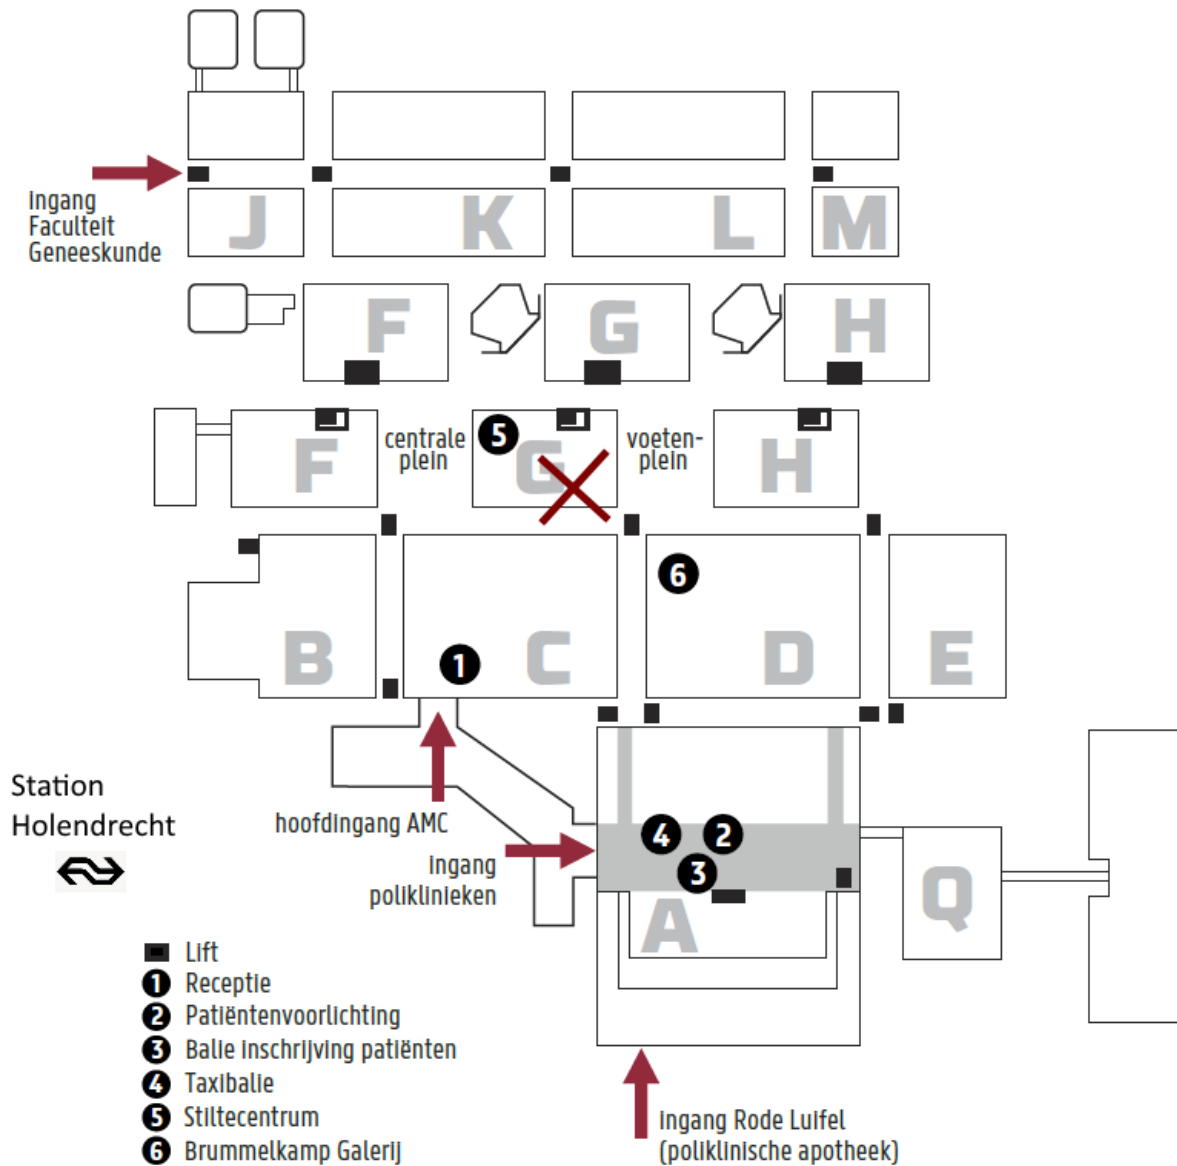 Ingang
Faculteit
Geneeskunde
J
K
L
M
F
G
H
F
centrale
plein
5
G
voeten-
plein
H
6
B
1
C
D
E
Station
Holendrecht
hoofdingang AMC
ingang
poliklinieken
4
2
3
A
Q
Lift
1 Receptie
2 Patiëntenvoorlichting
3 Balie inschrijving patiënten
4 Taxibalie
5 Stiltecentrum
6 Brummelkamp Galerij
ingang Rode Luifel
(poliklinische apotheek)